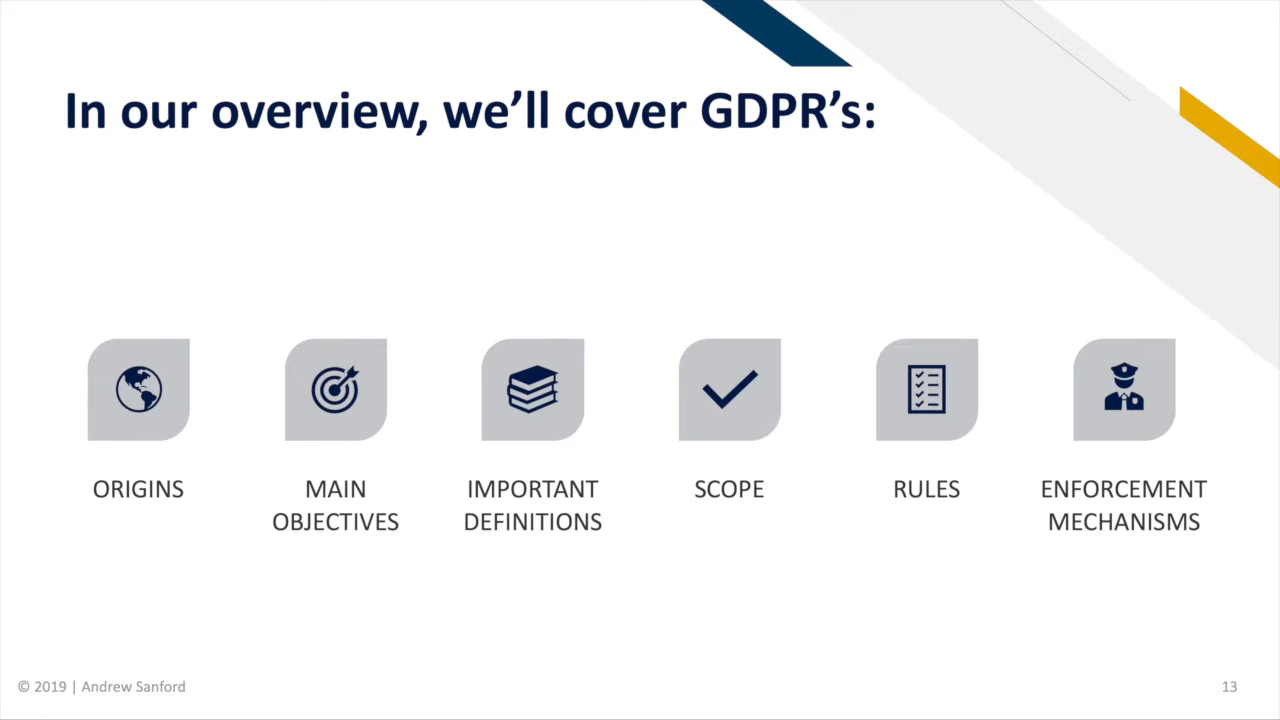 In our overview, we’ll cover GDPR’s:
ORIGINS
MAIN
OBJECTIVES
IMPORTANT
DEFINITIONS
SCOPE
RULES
ENFORCEMENT
MECHANISMS
© 2019 | Andrew Sanford
13